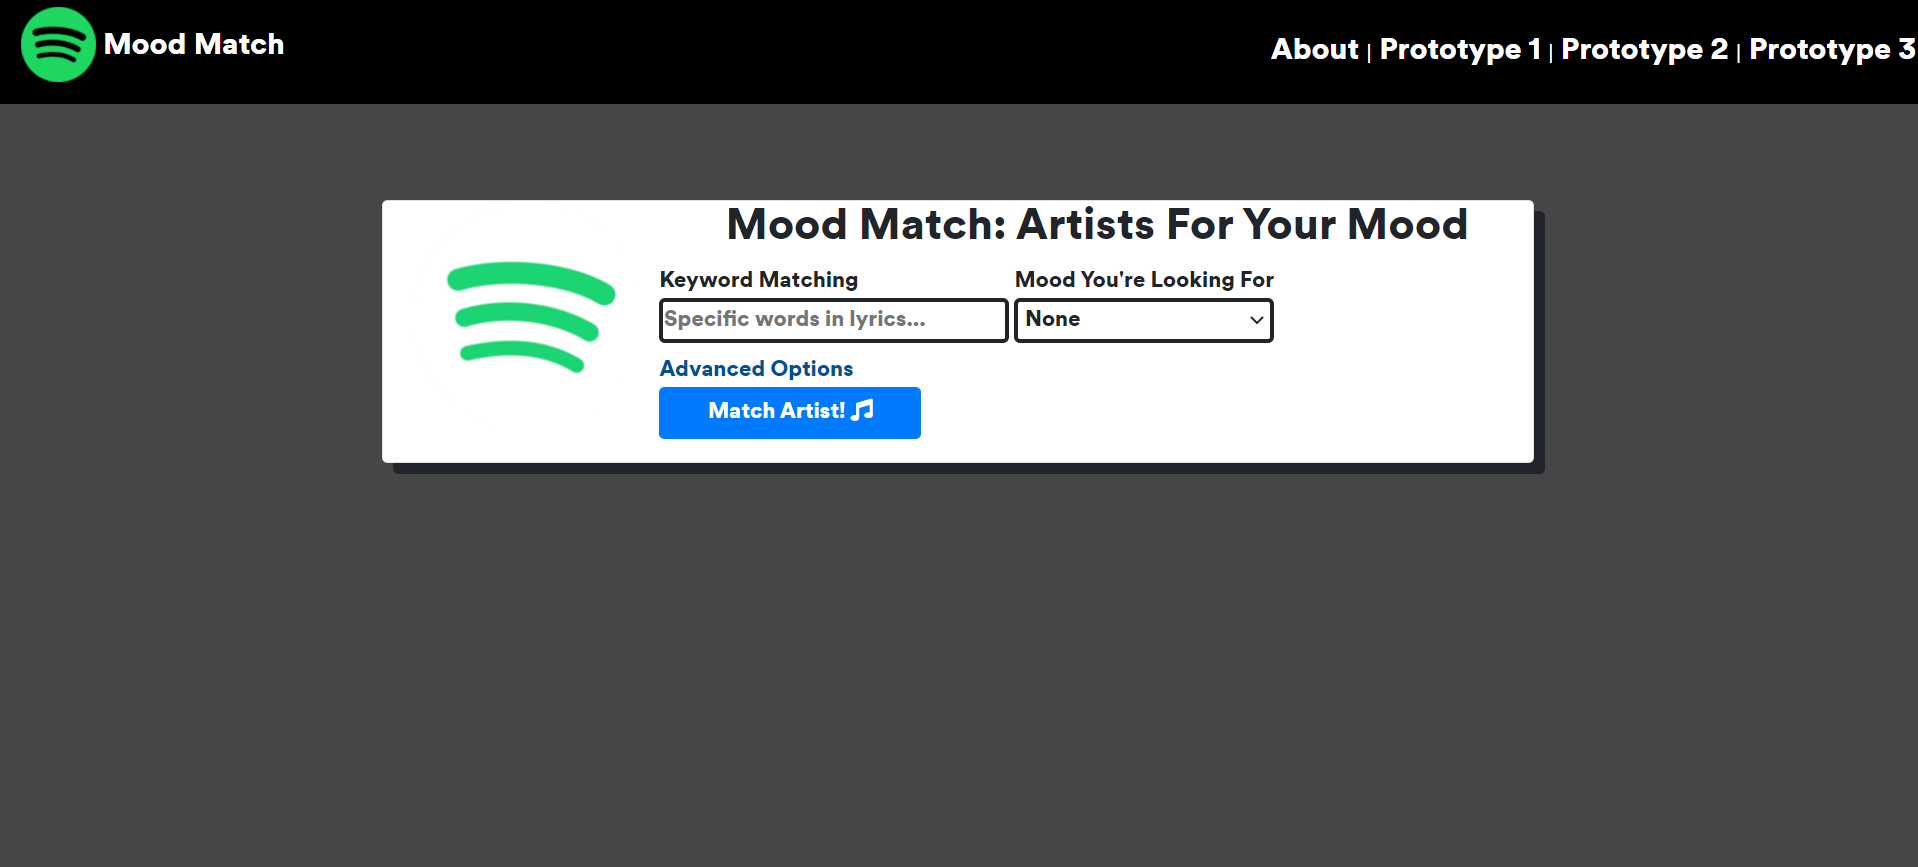 Mood Match
About | Prototype 1 | Prototype 2 | Prototype 3
Mood Match: Artists For Your Mood
Keyword Matching Mood You're Looking For
Specific words in lyrics... None
Advanced Options
Match Artist!